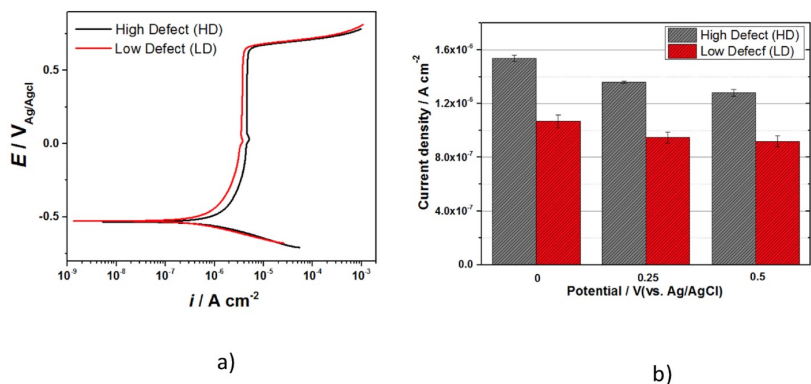 High Defect (HD)
Low Defect (LD)
E / V Ag/Agcl
0.5
0.0
-0.5
10⁻⁹ 10⁻⁸ 10⁻⁷ 10⁻⁶ 10⁻⁵ 10⁻⁴ 10⁻³
i / A cm⁻²
a)
High Defect (HD)
Low Defecf (LD)
Current density / A cm⁻²
1.6x10⁻⁶
1.2x10⁻⁶
8.0x10⁻⁷
4.0x10⁻⁷
0.0
0 0.25 0.5
Potential / V(vs. Ag/AgCl)
b)